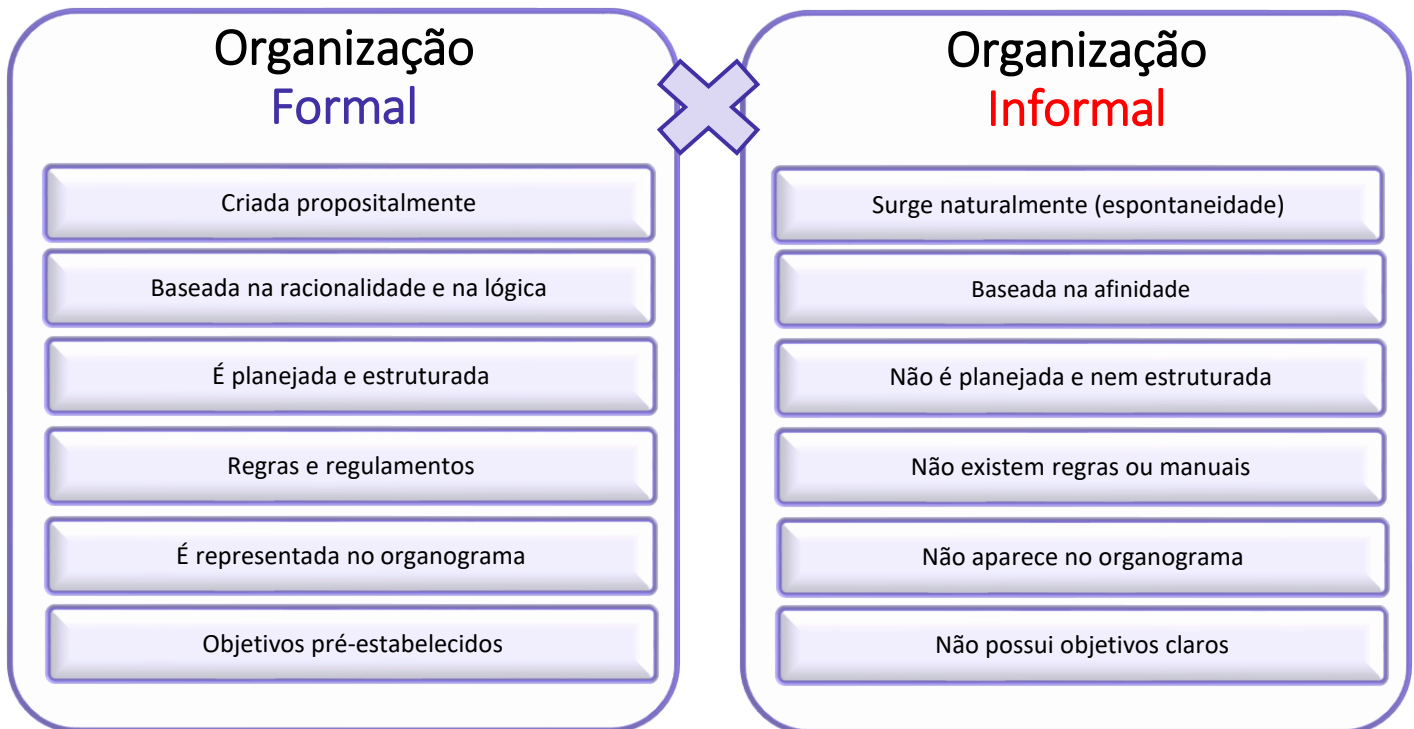 Organização
Formal
Criada propositalmente
Baseada na racionalidade e na lógica
É planejada e estruturada
Regras e regulamentos
É representada no organograma
Objetivos pré-estabelecidos
Organização
Informal
Surge naturalmente (espontaneidade)
Baseada na afinidade
Não é planejada e nem estruturada
Não existem regras ou manuais
Não aparece no organograma
Não possui objetivos claros